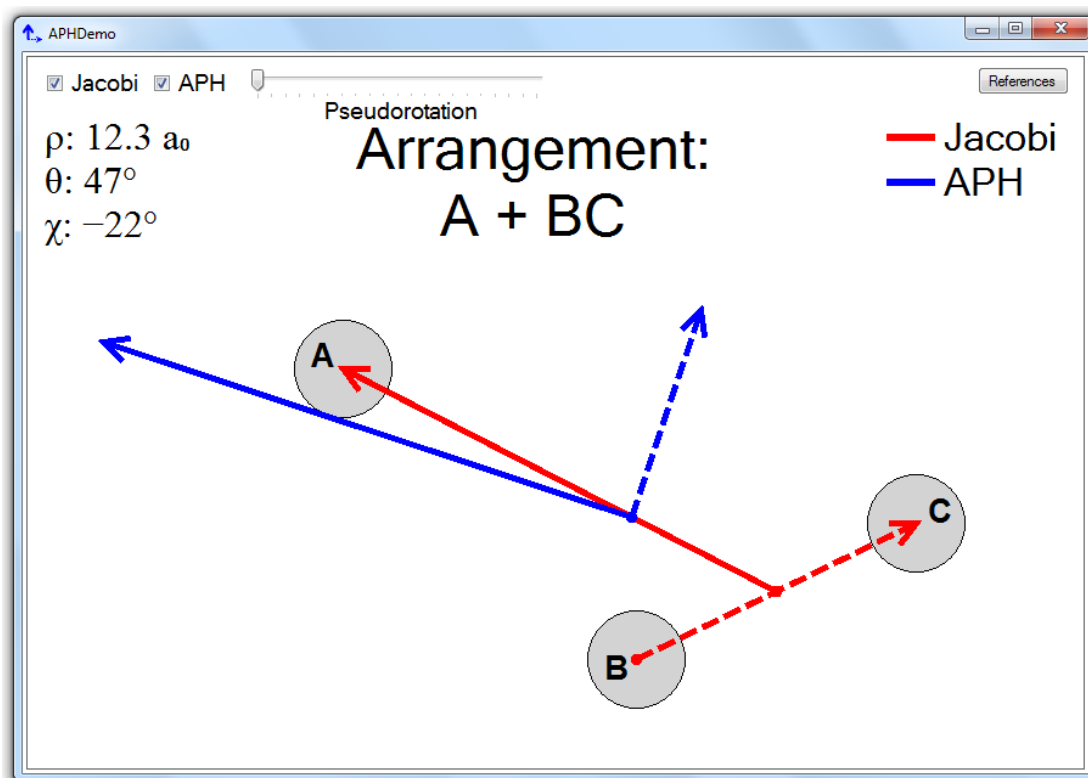 APHDemo
Jacobi APH
References
Pseudorotation
ρ: 12.3 a₀
θ: 47°
χ: −22°
Arrangement:
A + BC
Jacobi
APH
A
C
B